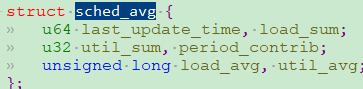 struct sched_avg {
»   u64 last_update_time, load_sum;
»   u32 util_sum, period_contrib;
»   unsigned long load_avg, util_avg;
};